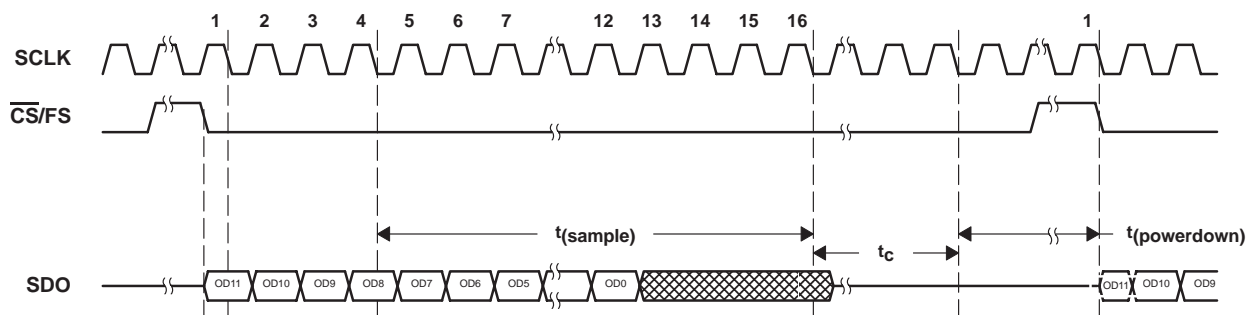 1 2 3 4 5 6 7 12 13 14 15 16 1
SCLK
CS/FS
t(sample)
tc
t(powerdown)
SDO
OD11 OD10 OD9 OD8 OD7 OD6 OD5 OD0 OD11 OD10 OD9